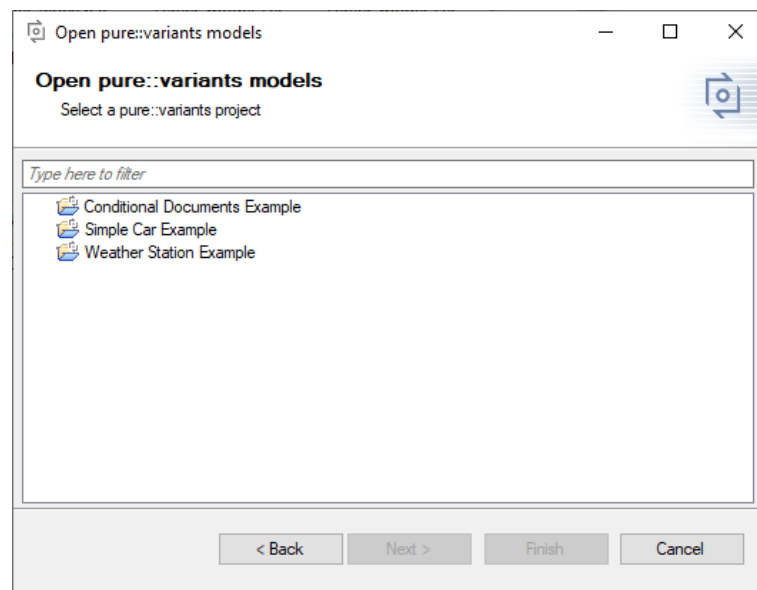 Open pure::variants models
Open pure::variants models
Select a pure::variants project
Type here to filter
Conditional Documents Example
Simple Car Example
Weather Station Example
< Back
Next >
Finish
Cancel